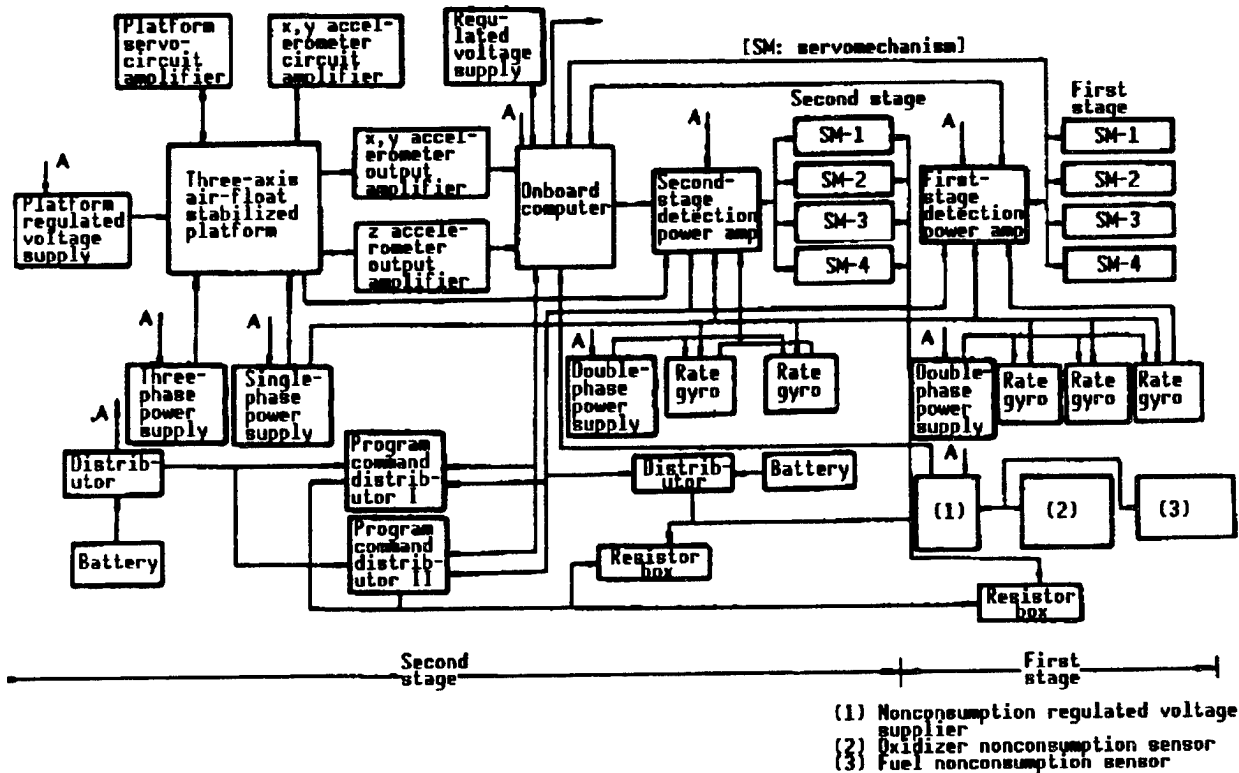 Platform
servo-
circuit
amplifier
x,y accel-
erometer
circuit
amplifier
Regu-
lated
voltage
supply
[SM: servomechanism]
Second stage
First
stage
A
A
A
A
SM-1
SM-2
SM-3
SM-4
SM-1
SM-2
SM-3
SM-4
Platform
regulated
voltage
supply
Three-axis
air-float
stabilized
platform
x,y accel-
erometer
output
amplifier
z accele-
rometer
output
amplifier
Onboard
computer
Second-
stage
detection
power amp
First-
stage
detection
power amp
A
A
A
A
Three-
phase
power
supply
Single-
phase
power
supply
Double-
phase
power
supply
Rate
gyro
Rate
gyro
Double-
phase
power
supply
Rate
gyro
Rate
gyro
Rate
gyro
A
Distrib-
utor
Battery
Program
command
distrib-
utor I
Program
command
distrib-
utor II
Distrib-
utor
Battery
Resistor
box
A
(1)
(2)
(3)
Resistor
box
Second
stage
First
stage
(1) Nonconsumption regulated voltage
supplier
(2) Oxidizer nonconsumption sensor
(3) Fuel nonconsumption sensor